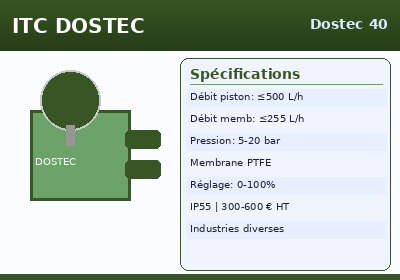 ITC DOSTEC
Dostec 40
DOSTEC
Spécifications
Débit piston: ≤500 L/h
Débit memb: ≤255 L/h
Pression: 5-20 bar
Membrane PTFE
Réglage: 0-100%
IP55 | 300-600 € HT
Industries diverses